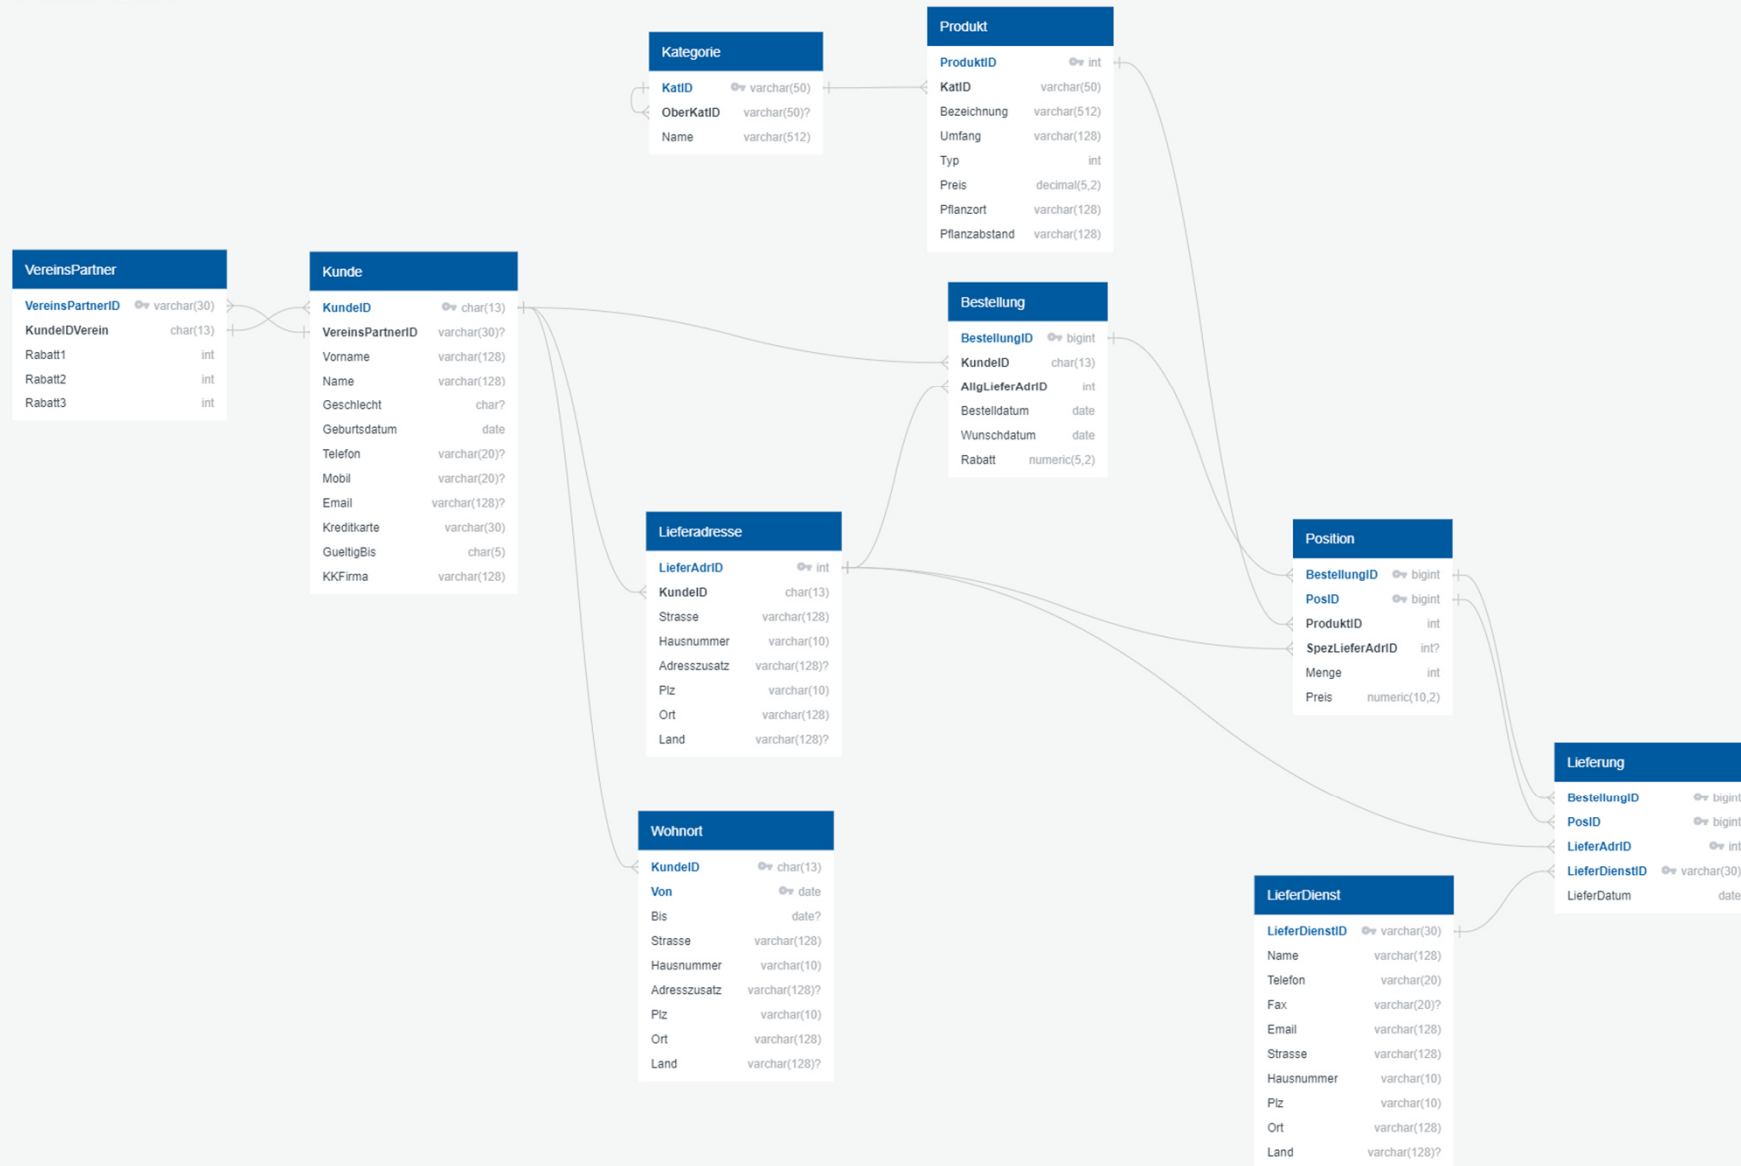 Kategorie
KatID varchar(50)
OberKatID varchar(50)?
Name varchar(512)
Produkt
ProduktID int
KatID varchar(50)
Bezeichnung varchar(512)
Umfang varchar(128)
Typ int
Preis decimal(5,2)
Pflanzort varchar(128)
Pflanzabstand varchar(128)
VereinsPartner
VereinsPartnerID varchar(30)
KundeIDVerein char(13)
Rabatt1 int
Rabatt2 int
Rabatt3 int
Kunde
KundeID char(13)
VereinsPartnerID varchar(30)?
Vorname varchar(128)
Name varchar(128)
Geschlecht char?
Geburtsdatum date
Telefon varchar(20)?
Mobil varchar(20)?
Email varchar(128)?
Kreditkarte varchar(30)
GueltigBis char(5)
KKFirma varchar(128)
Bestellung
BestellungID bigint
KundeID char(13)
AllgLieferAdrID int
Bestelldatum date
Wunschdatum date
Rabatt numeric(5,2)
Lieferadresse
LieferAdrID int
KundeID char(13)
Strasse varchar(128)
Hausnummer varchar(10)
Adresszusatz varchar(128)?
Plz varchar(10)
Ort varchar(128)
Land varchar(128)?
Position
BestellungID bigint
PosID bigint
ProduktID int
SpezLieferAdrID int?
Menge int
Preis numeric(10,2)
Lieferung
BestellungID bigint
PosID bigint
LieferAdrID int
LieferDienstID varchar(30)
LieferDatum date
Wohnort
KundeID char(13)
Von date
Bis date?
Strasse varchar(128)
Hausnummer varchar(10)
Adresszusatz varchar(128)?
Plz varchar(10)
Ort varchar(128)
Land varchar(128)?
LieferDienst
LieferDienstID varchar(30)
Name varchar(128)
Telefon varchar(20)
Fax varchar(20)?
Email varchar(128)
Strasse varchar(128)
Hausnummer varchar(10)
Plz varchar(10)
Ort varchar(128)
Land varchar(128)?